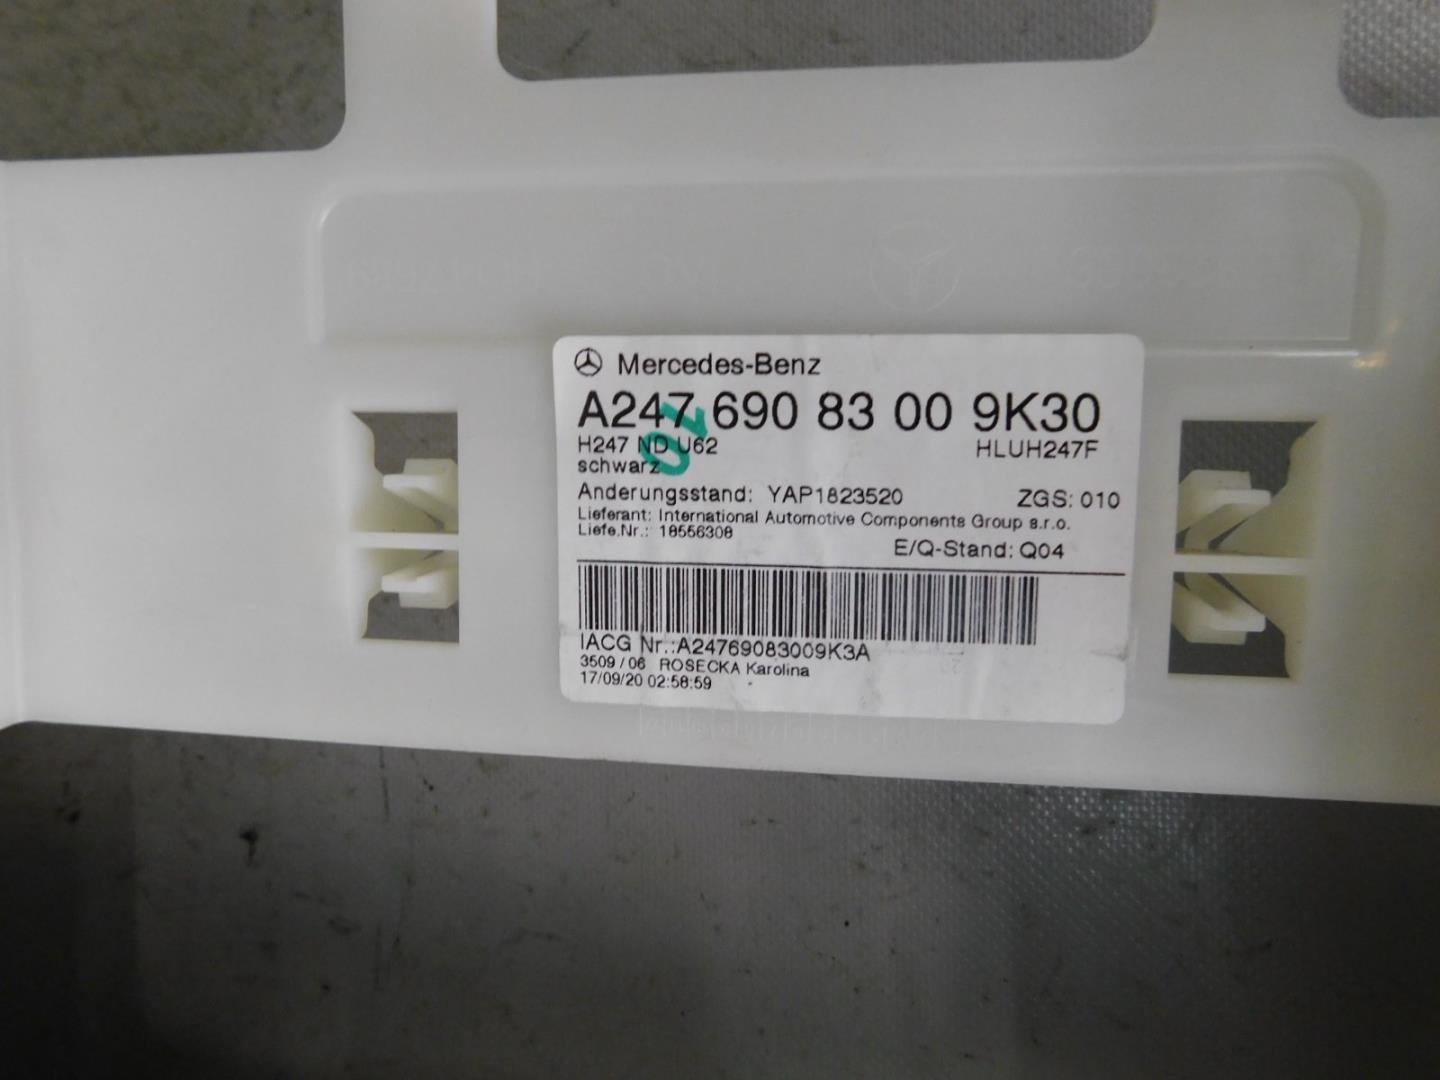 Mercedes-Benz
A247 690 83 00 9K30
01
H247 ND U62 HLUH247F
schwarz
Änderungsstand: YAP1823520 ZGS: 010
Lieferant: International Automotive Components Group s.r.o.
Liefe.Nr.: 18556308
E/Q-Stand: Q04
IACG Nr.:A24769083009K3A
3509 / 06 ROSECKA Karolina
17/09/20 02:58:59